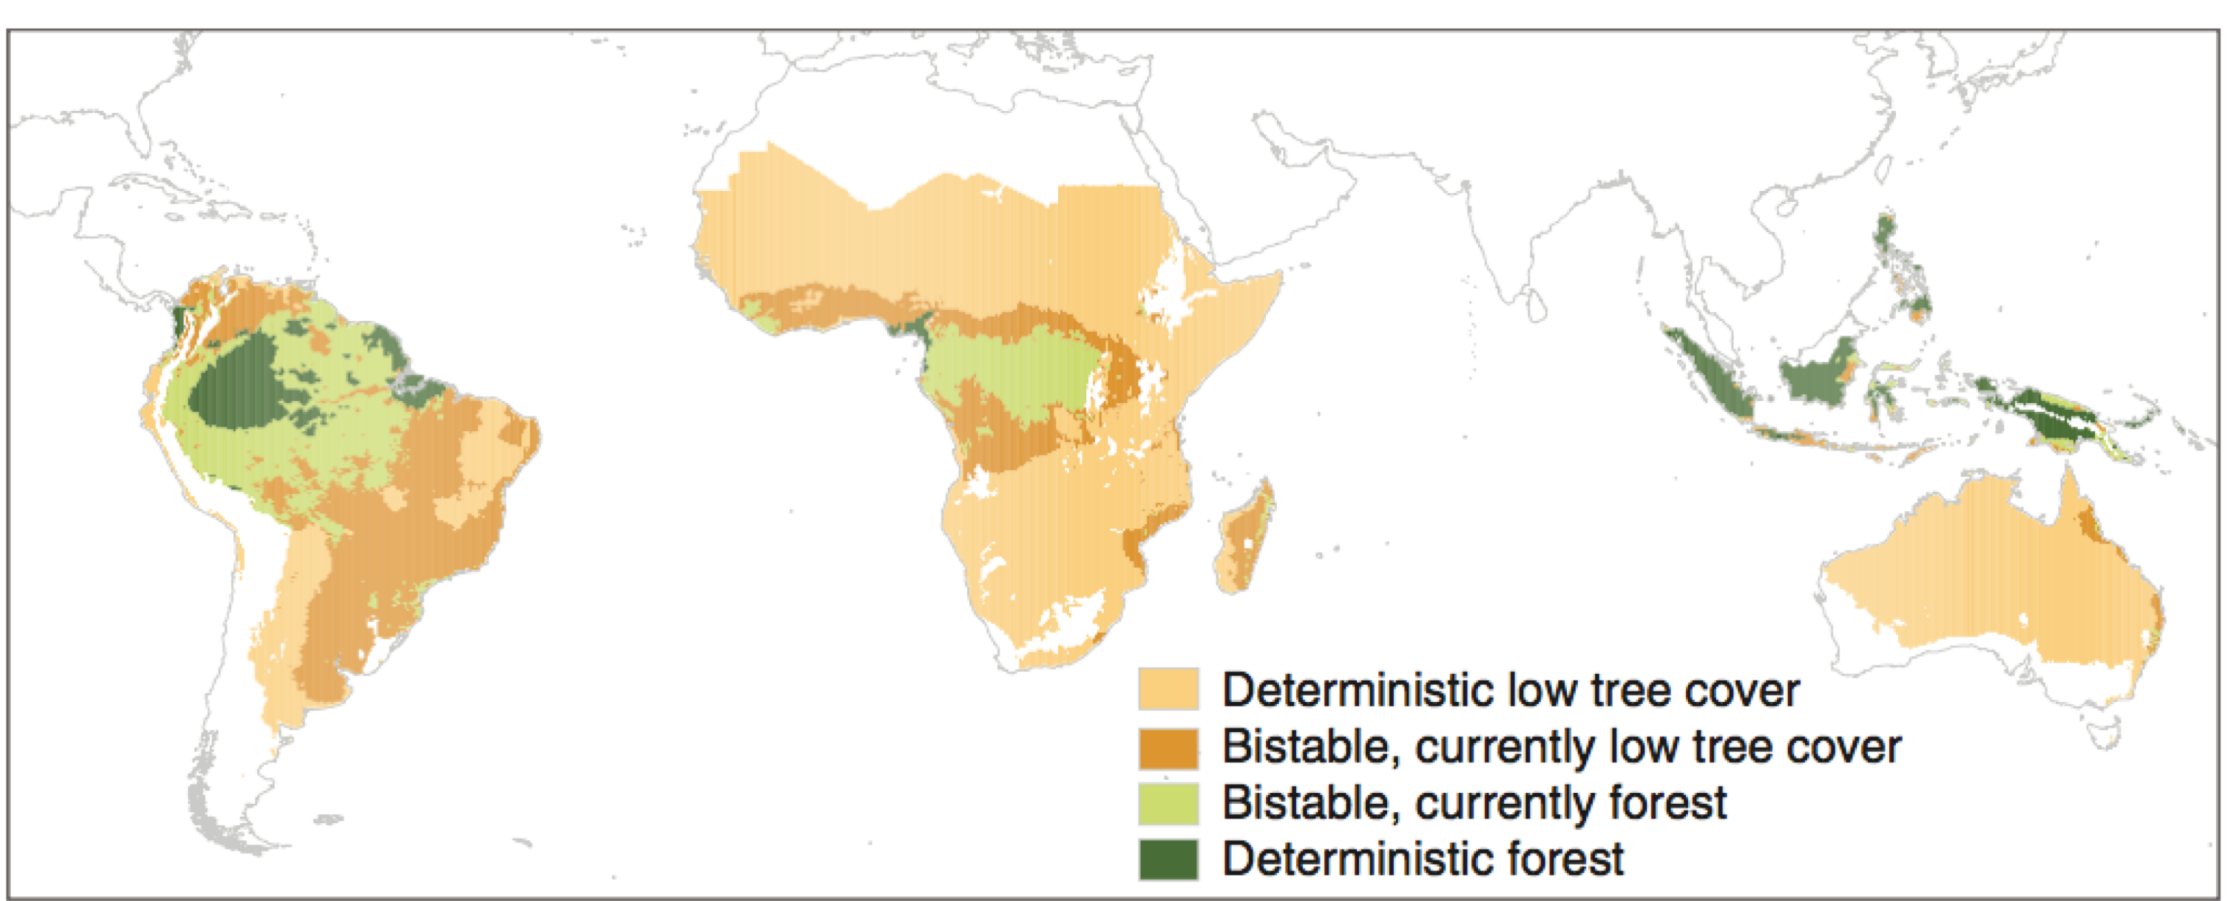 Deterministic low tree cover
Bistable, currently low tree cover
Bistable, currently forest
Deterministic forest